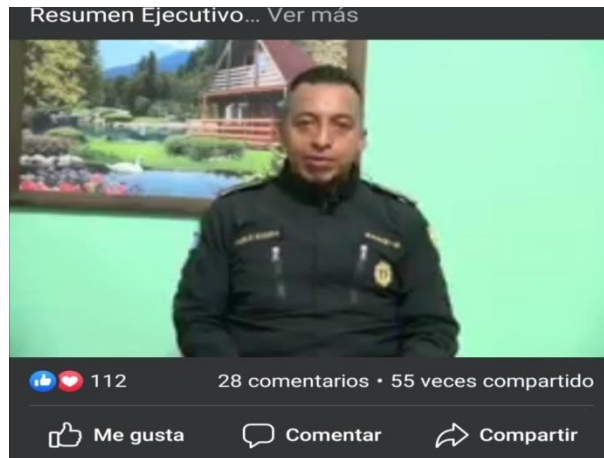 Resumen Ejecutivo... Ver más
112
28 comentarios • 55 veces compartido
Me gusta
Comentar
Compartir